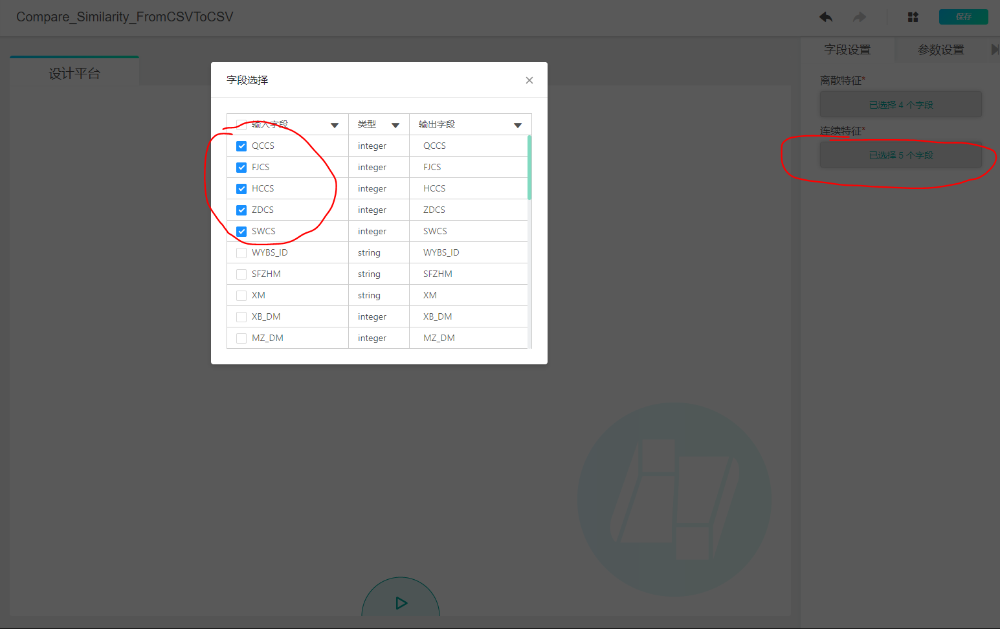 Compare_Similarity_FromCSVToCSV
保存
设计平台
字段设置
参数设置
离散特征*
已选择 4 个字段
连续特征*
已选择 5 个字段
字段选择
输入字段 类型 输出字段
QCCS integer QCCS
FJCS integer FJCS
HCCS integer HCCS
ZDCS integer ZDCS
SWCS integer SWCS
WYBS_ID string WYBS_ID
SFZHM string SFZHM
XM string XM
XB_DM integer XB_DM
MZ_DM integer MZ_DM